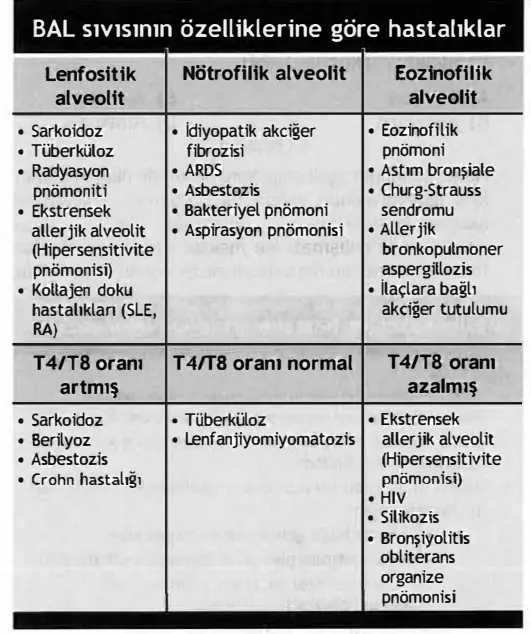 BAL sıvısının özelliklerine göre hastalıklar
Lenfositik
alveolit
• Sarkoidoz
• Tüberküloz
• Radyasyon
pnömoniti
• Ekstrensek
allerjik alveolit
(Hipersensitivite
pnömonisi)
• Kollajen doku
hastalıkları (SLE,
RA)
Nötrofilik alveolit
• İdiyopatik akciğer
fibrozisi
• ARDS
• Asbestozis
• Bakteriyel pnömoni
• Aspirasyon pnömonisi
Eozinofilik
alveolit
• Eozinofilik
pnömoni
• Astım bronşiale
• Churg-Strauss
sendromu
• Allerjik
bronkopulmoner
aspergillozis
• İlaçlara bağlı
akciğer tutulumu
T4/T8 oranı
artmış
• Sarkoidoz
• Berilyoz
• Asbestozis
• Crohn hastalığı
T4/T8 oranı normal
• Tüberküloz
• Lenfanjiyomiyomatozis
T4/T8 oranı
azalmış
• Ekstrensek
allerjik alveolit
(Hipersensitivite
pnömonisi)
• HIV
• Silikozis
• Bronşiyolitis
obliterans
organize
pnömonisi